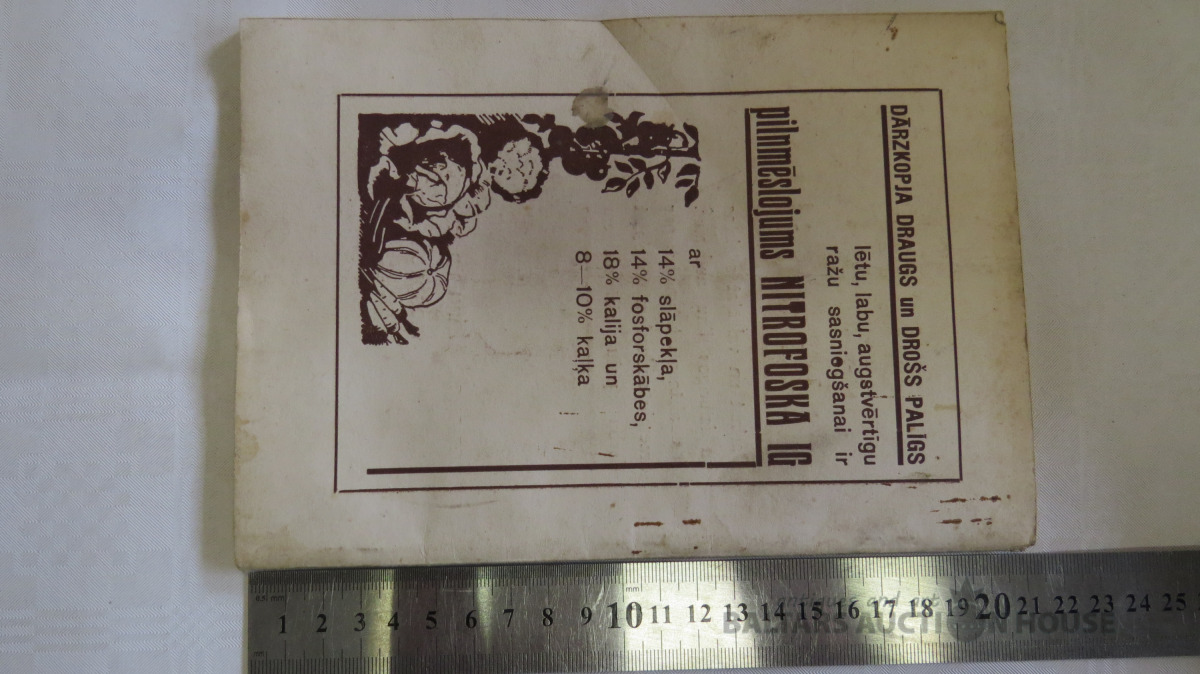 DĀRZKOPJA DRAUGS un DROŠS PALĪGS
lētu, labu, augstvērtīgu
ražu sasniegšanai ir
pilnmēslojums NITROFOSKA IG
ar
14% slāpekļa,
14% fosforskābes,
18% kalija un
8—10% kaļķa
mm
1 2 3 4 5 6 7 8 9 10 11 12 13 14 15 16 17 18 19 20 21 22 23 24 25
BALTARS AUCTION HOUSE